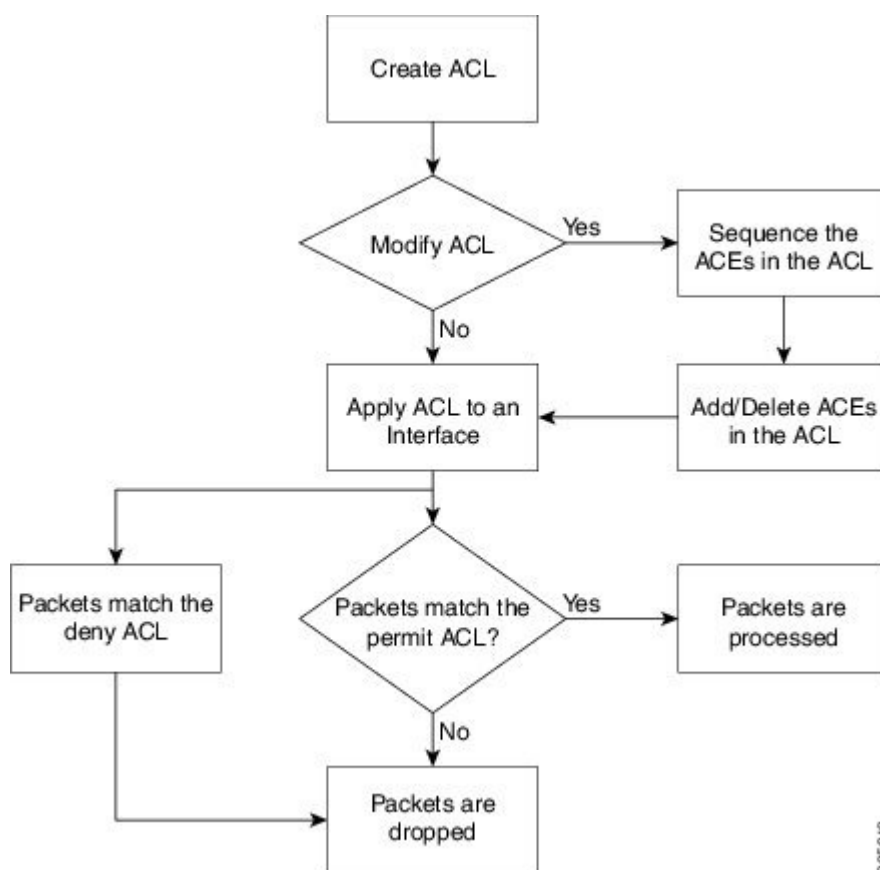 Create ACL
Modify ACL
Yes
Sequence the
ACEs in the ACL
No
Apply ACL to an
Interface
Add/Delete ACEs
in the ACL
Packets match the
deny ACL
Packets match the
permit ACL?
Yes
Packets are
processed
No
Packets are
dropped